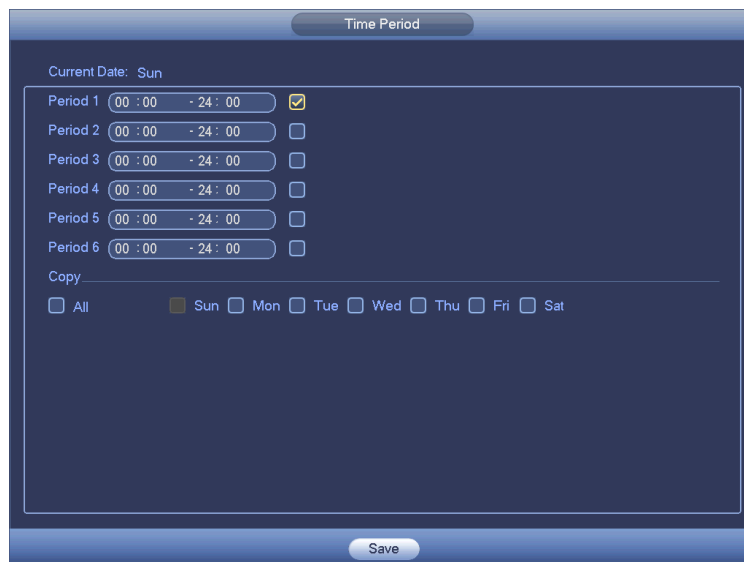 Time Period
Current Date: Sun
Period 1 00 : 00 - 24 : 00
Period 2 00 : 00 - 24 : 00
Period 3 00 : 00 - 24 : 00
Period 4 00 : 00 - 24 : 00
Period 5 00 : 00 - 24 : 00
Period 6 00 : 00 - 24 : 00
Copy
All Sun Mon Tue Wed Thu Fri Sat
Save